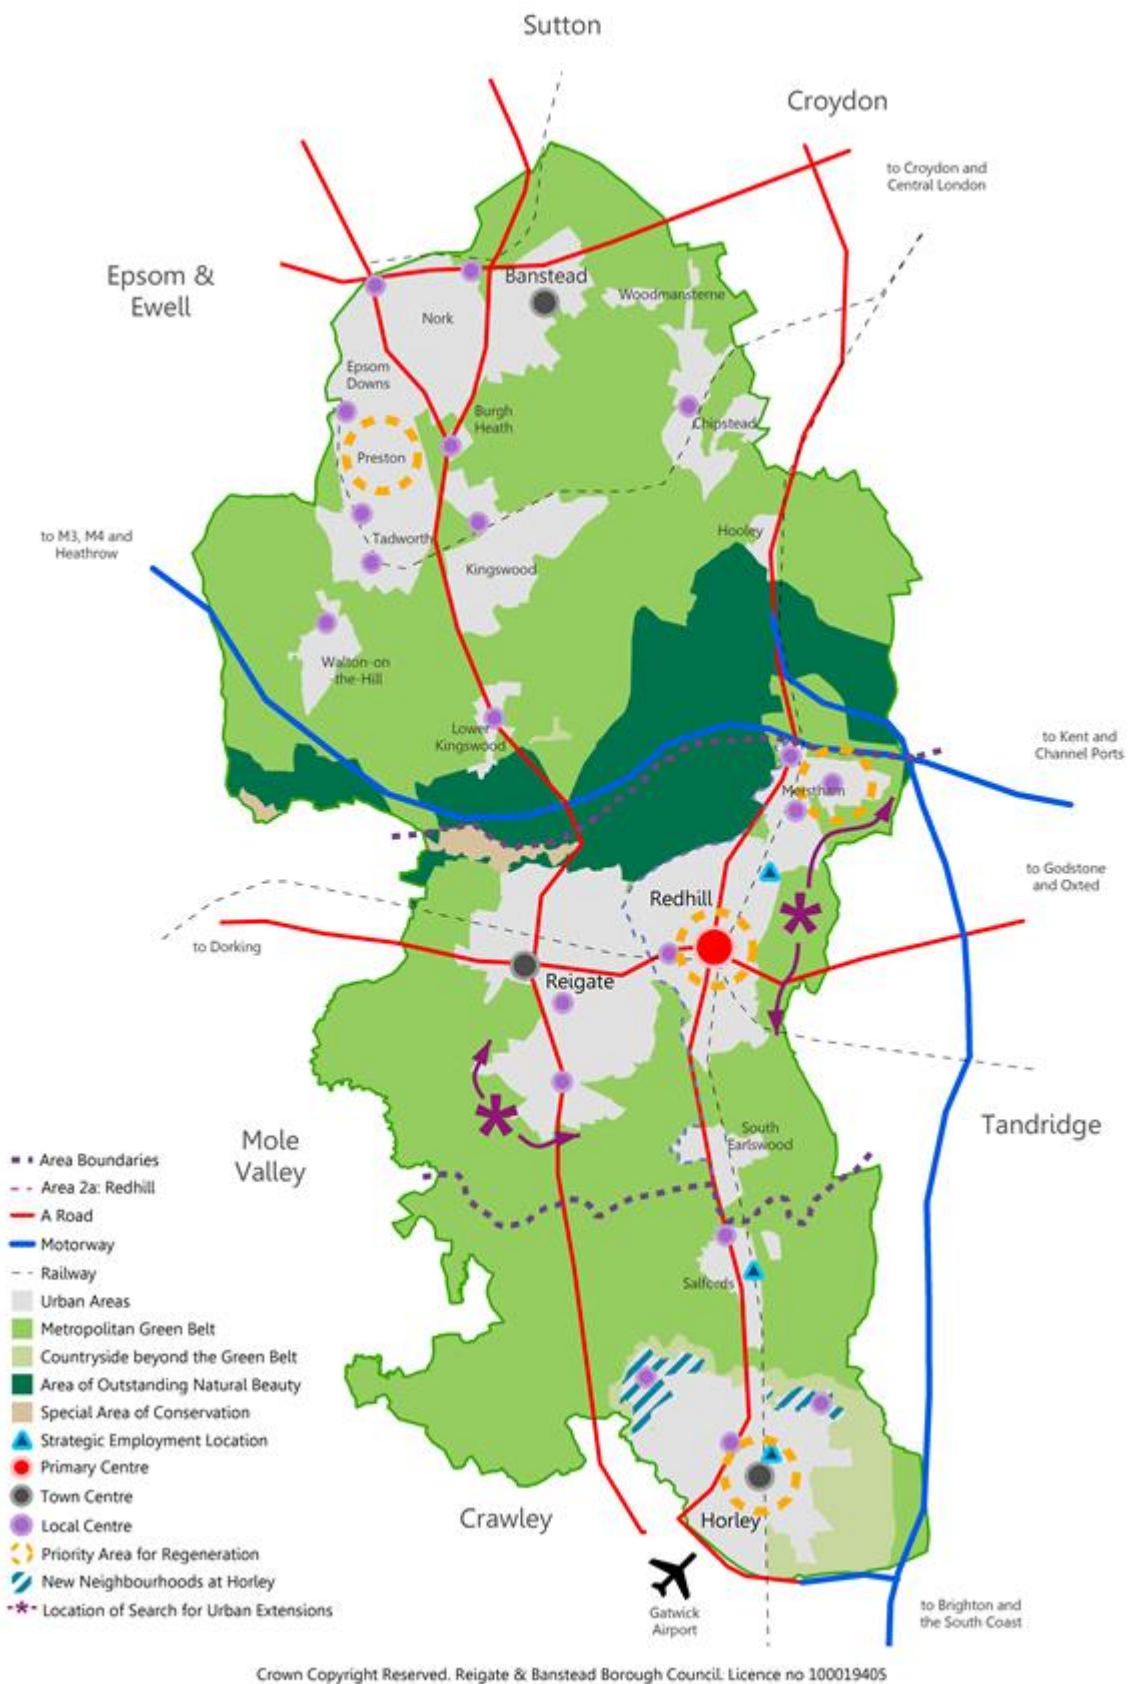 Sutton
Croydon
to Croydon and
Central London
Epsom &
Ewell
Banstead
Woodmansterne
Nork
Epsom
Downs
Burgh
Heath
Chipstead
Preston
to M3, M4 and
Heathrow
Tadworth
Hooley
Kingswood
Walton-on
-the-Hill
Lower
Kingswood
to Kent and
Channel Ports
Merstham
to Godstone
and Oxted
Redhill
to Dorking
Reigate
Mole
Valley
South
Earlswood
Tandridge
Salfords
Area Boundaries
Area 2a: Redhill
A Road
Motorway
Railway
Urban Areas
Metropolitan Green Belt
Countryside beyond the Green Belt
Area of Outstanding Natural Beauty
Special Area of Conservation
Strategic Employment Location
Primary Centre
Town Centre
Local Centre
Priority Area for Regeneration
New Neighbourhoods at Horley
Location of Search for Urban Extensions
Crawley
Horley
Gatwick
Airport
to Brighton and
the South Coast
Crown Copyright Reserved. Reigate & Banstead Borough Council. Licence no 100019405